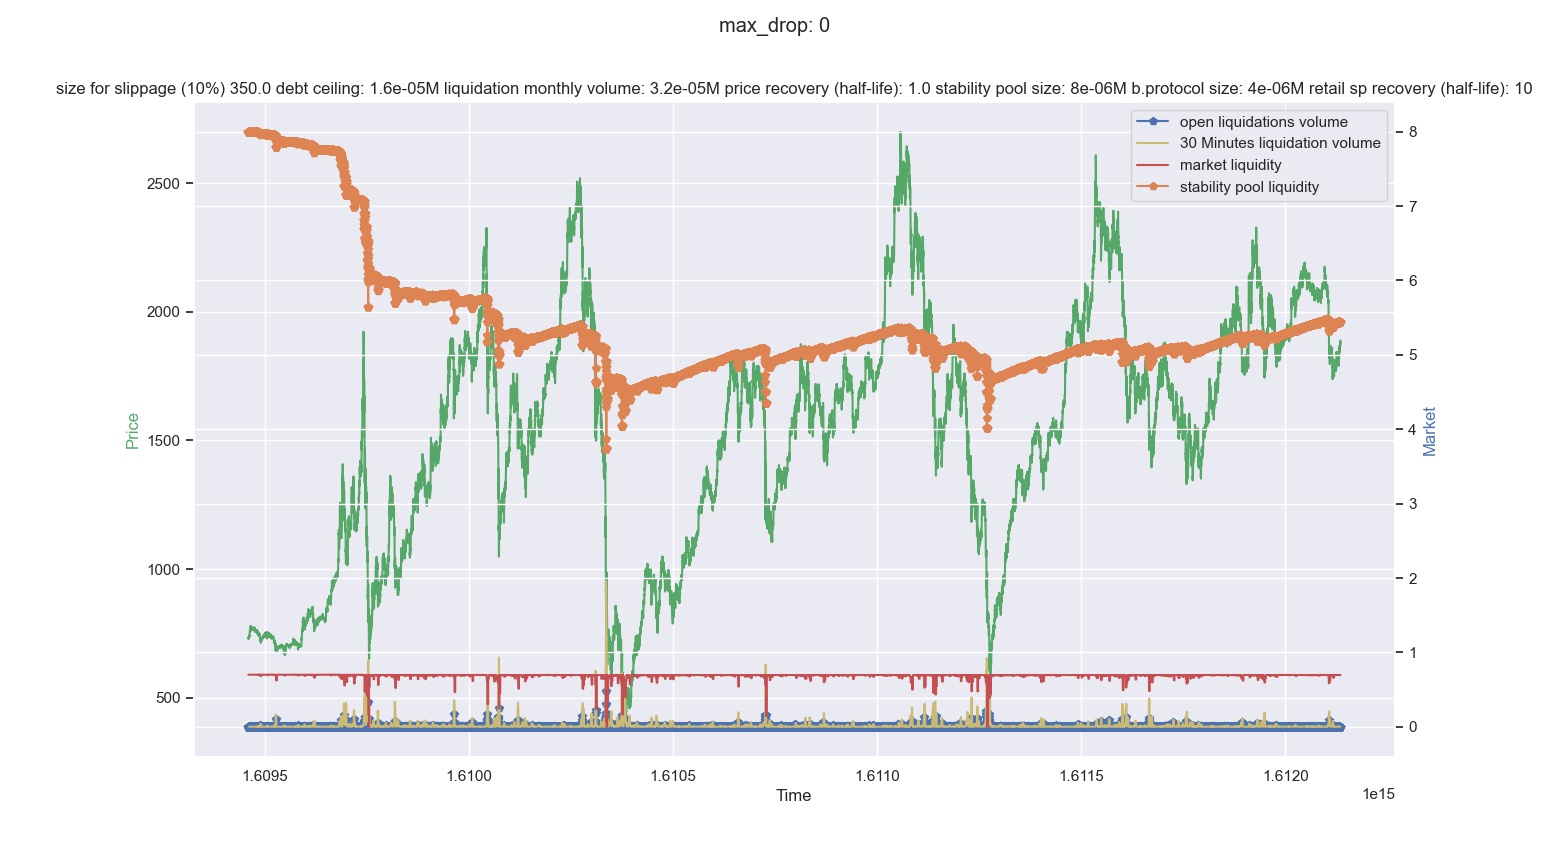 max_drop: 0
size for slippage (10%) 350.0 debt ceiling: 1.6e-05M liquidation monthly volume: 3.2e-05M price recovery (half-life): 1.0 stability pool size: 8e-06M b.protocol size: 4e-06M retail sp recovery (half-life): 10
open liquidations volume
30 Minutes liquidation volume
market liquidity
stability pool liquidity
2500
2000
1500
1000
500
Price
8
7
6
5
4
3
2
1
0
Market
1.6095
1.6100
1.6105
1.6110
1.6115
1.6120
Time
1e15